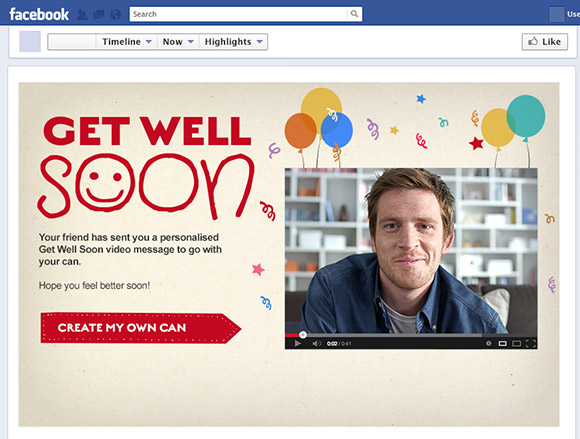 facebook
Search
Use
Timeline Now Highlights
Like
GET WELL
SOON
Your friend has sent you a personalised
Get Well Soon video message to go with
your can.
Hope you feel better soon!
CREATE MY OWN CAN
0:02 / 0:41